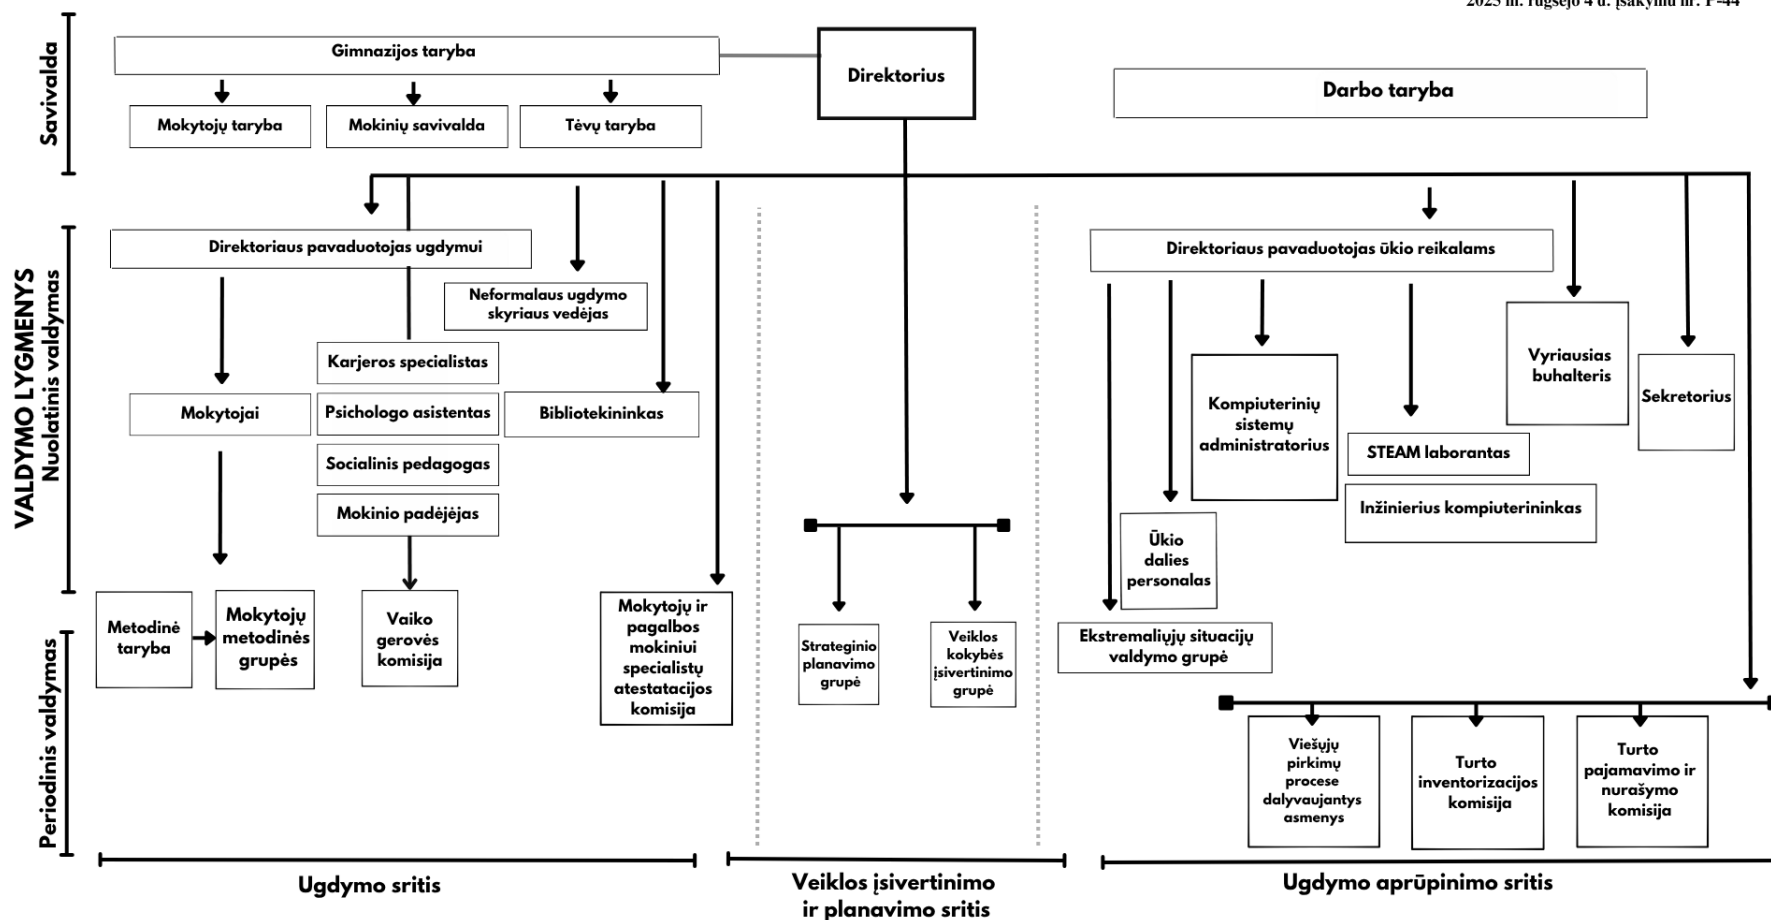 2025 m. rugsėjo 4 d. įsakymu nr. P-44
Savivalda
Gimnazijos taryba
Direktorius
Darbo taryba
Mokytojų taryba
Mokinių savivalda
Tėvų taryba
VALDYMO LYGMENYS
Nuolatinis valdymas
Direktoriaus pavaduotojas ugdymui
Direktoriaus pavaduotojas ūkio reikalams
Neformalaus ugdymo
skyriaus vedėjas
Karjeros specialistas
Mokytojai
Psichologo asistentas
Bibliotekininkas
Socialinis pedagogas
Mokinio padėjėjas
Kompiuterinių
sistemų
administratorius
Vyriausias
buhalteris
Sekretorius
STEAM laborantas
Inžinierius kompiuterininkas
Ūkio
dalies
personalas
Periodinis valdymas
Metodinė
taryba
Mokytojų
metodinės
grupės
Vaiko
gerovės
komisija
Mokytojų ir
pagalbos
mokiniui
specialistų
atestatacijos
komisija
Strateginio
planavimo
grupė
Veiklos
kokybės
įsivertinimo
grupė
Ekstremaliųjų situacijų
valdymo grupė
Viešųjų
pirkimų
procese
dalyvaujantys
asmenys
Turto
inventorizacijos
komisija
Turto
pajamavimo ir
nurašymo
komisija
Ugdymo sritis
Veiklos įsivertinimo
ir planavimo sritis
Ugdymo aprūpinimo sritis